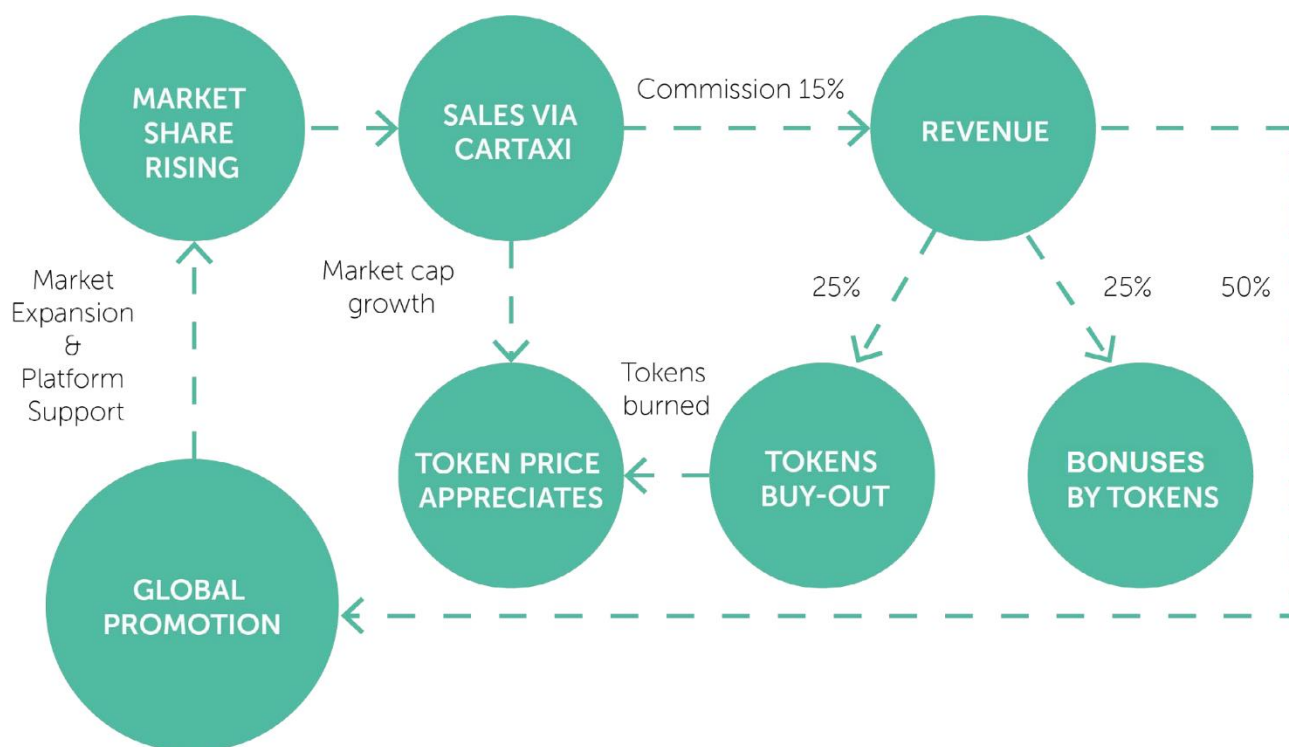 MARKET
SHARE
RISING
SALES VIA
CARTAXI
Commission 15%
REVENUE
Market
Expansion
&
Platform
Support
Market cap
growth
25%
25%
50%
TOKEN PRICE
APPRECIATES
Tokens
burned
TOKENS
BUY-OUT
BONUSES
BY TOKENS
GLOBAL
PROMOTION